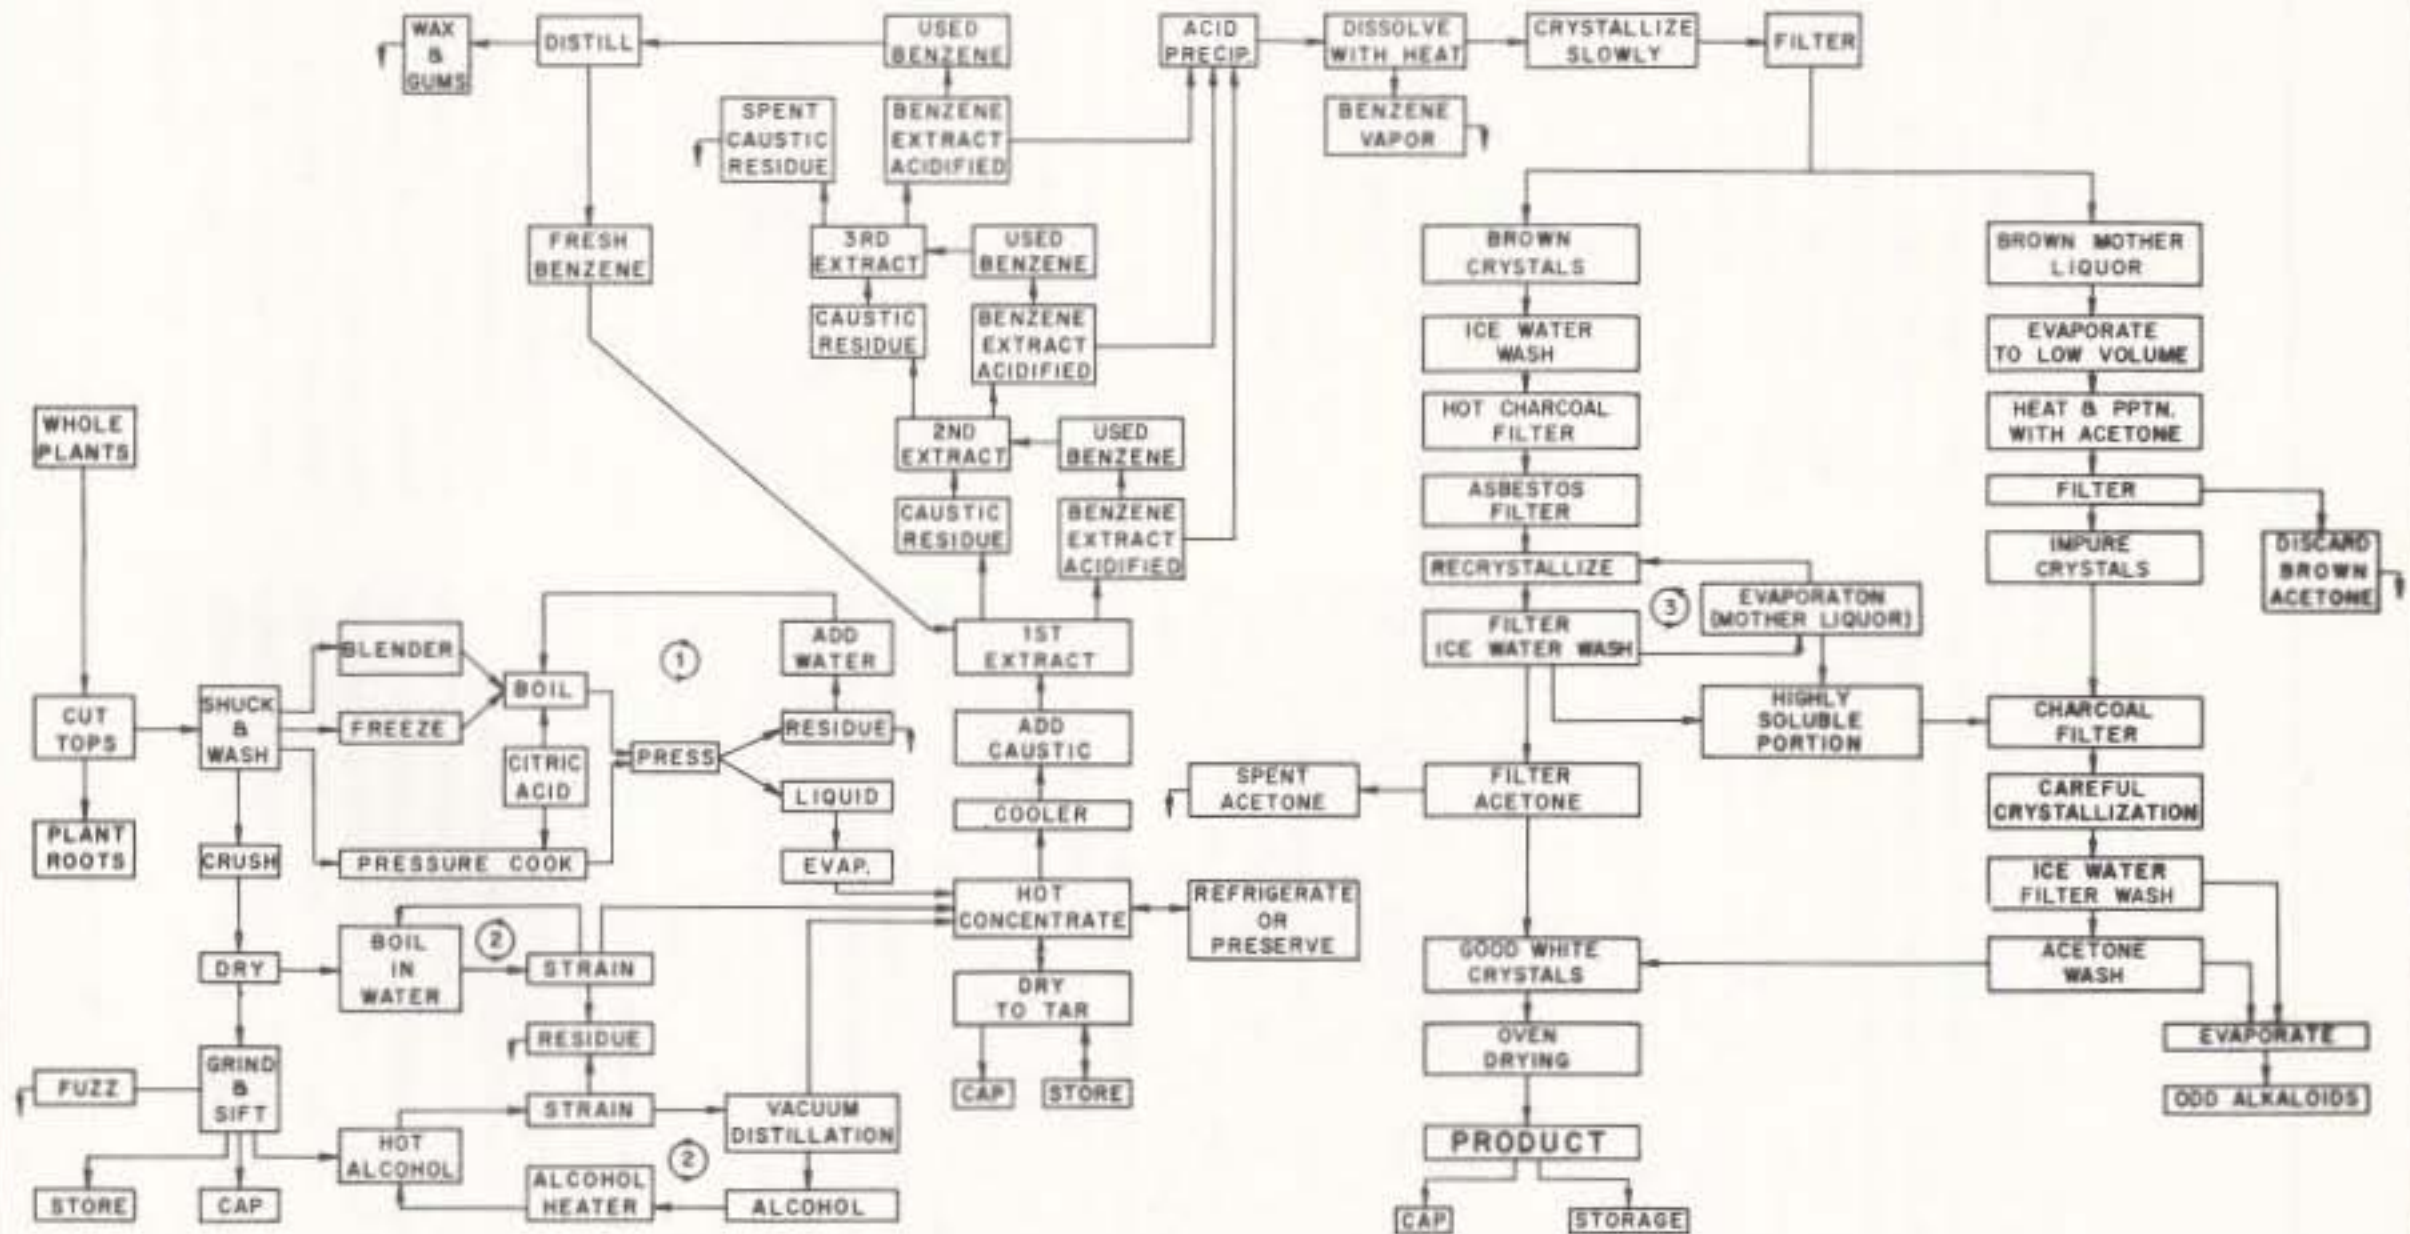 WAX
&
GUMS
DISTILL
USED
BENZENE
ACID
PRECIP.
DISSOLVE
WITH HEAT
CRYSTALLIZE
SLOWLY
FILTER
SPENT
CAUSTIC
RESIDUE
BENZENE
EXTRACT
ACIDIFIED
BENZENE
VAPOR
FRESH
BENZENE
3RD
EXTRACT
USED
BENZENE
BROWN
CRYSTALS
BROWN MOTHER
LIQUOR
CAUSTIC
RESIDUE
BENZENE
EXTRACT
ACIDIFIED
ICE WATER
WASH
EVAPORATE
TO LOW VOLUME
WHOLE
PLANTS
2ND
EXTRACT
USED
BENZENE
HOT CHARCOAL
FILTER
HEAT & PPTN.
WITH ACETONE
CAUSTIC
RESIDUE
BENZENE
EXTRACT
ACIDIFIED
ASBESTOS
FILTER
FILTER
RECRYSTALLIZE
IMPURE
CRYSTALS
DISCARD
BROWN
ACETONE
3
EVAPORATON
(MOTHER LIQUOR)
FILTER
ICE WATER WASH
BLENDER
1
ADD
WATER
1ST
EXTRACT
CUT
TOPS
SHUCK
&
WASH
BOIL
FREEZE
RESIDUE
ADD
CAUSTIC
HIGHLY
SOLUBLE
PORTION
CHARCOAL
FILTER
CITRIC
ACID
PRESS
LIQUID
COOLER
SPENT
ACETONE
FILTER
ACETONE
CAREFUL
CRYSTALLIZATION
PLANT
ROOTS
CRUSH
PRESSURE COOK
EVAP.
HOT
CONCENTRATE
REFRIGERATE
OR
PRESERVE
ICE WATER
FILTER WASH
DRY
BOIL
IN
WATER
2
STRAIN
DRY
TO TAR
GOOD WHITE
CRYSTALS
ACETONE
WASH
RESIDUE
OVEN
DRYING
EVAPORATE
FUZZ
GRIND
&
SIFT
STRAIN
VACUUM
DISTILLATION
CAP
STORE
ODD ALKALOIDS
HOT
ALCOHOL
2
PRODUCT
STORE
CAP
ALCOHOL
HEATER
ALCOHOL
CAP
STORAGE